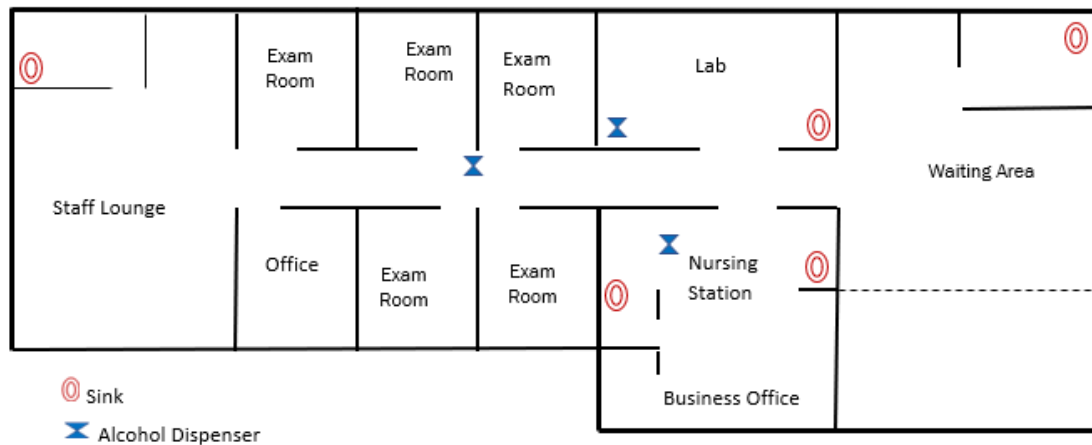 Exam
Room
Exam
Room
Exam
Room
Lab
Waiting Area
Staff Lounge
Office
Exam
Room
Exam
Room
Nursing
Station
Business Office
Sink
Alcohol Dispenser